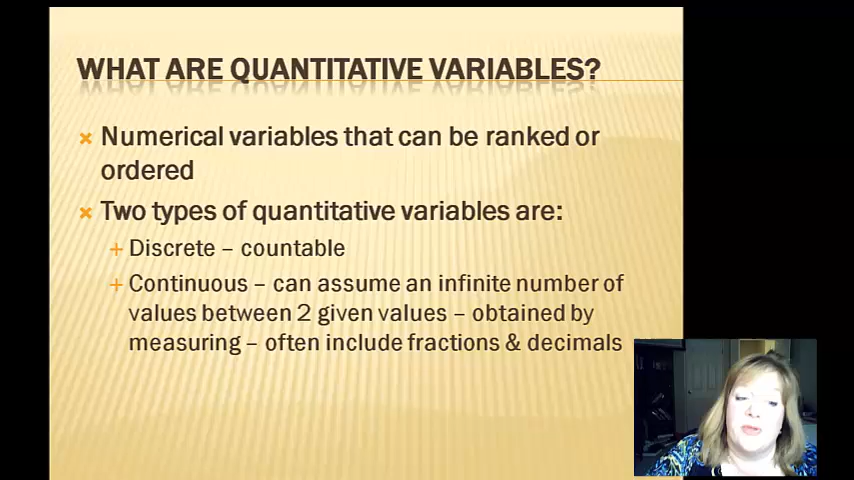 WHAT ARE QUANTITATIVE VARIABLES?
Numerical variables that can be ranked or
ordered
Two types of quantitative variables are:
Discrete – countable
Continuous – can assume an infinite number of
values between 2 given values – obtained by
measuring – often include fractions & decimals